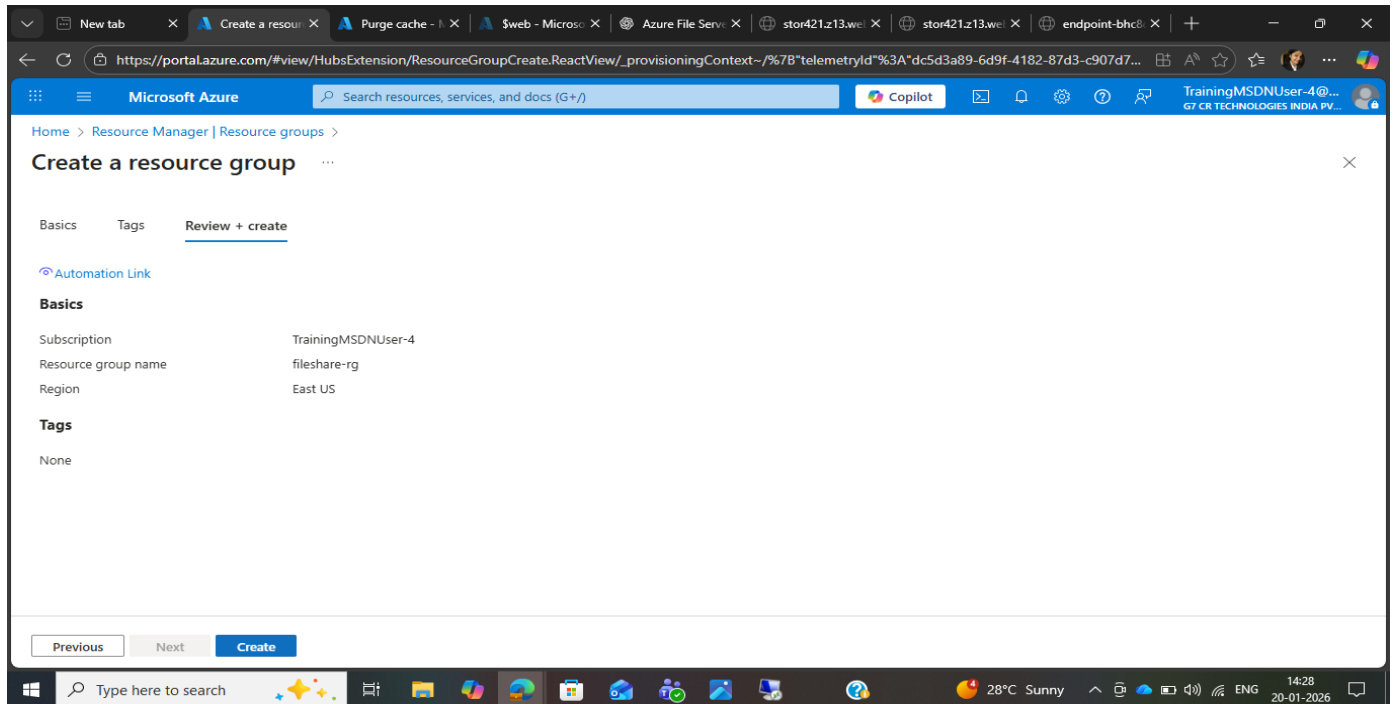 New tab
Create a resour
Purge cache - M
$web - Microso
Azure File Serve
stor421.z13.we
stor421.z13.we
endpoint-bhc8
https://portal.azure.com/#view/HubsExtension/ResourceGroupCreate.ReactView/_provisioningContext~/%7B"telemetryId"%3A"dc5d3a89-6d9f-4182-87d3-c907d7...
Microsoft Azure
Search resources, services, and docs (G+/)
Copilot
TrainingMSDNUser-4@...
G7 CR TECHNOLOGIES INDIA PV...
Home > Resource Manager | Resource groups >
Create a resource group ...
Basics Tags Review + create
Automation Link
Basics
Subscription TrainingMSDNUser-4
Resource group name fileshare-rg
Region East US
Tags
None
Previous Next Create
Type here to search
28°C Sunny
ENG
14:28
20-01-2026